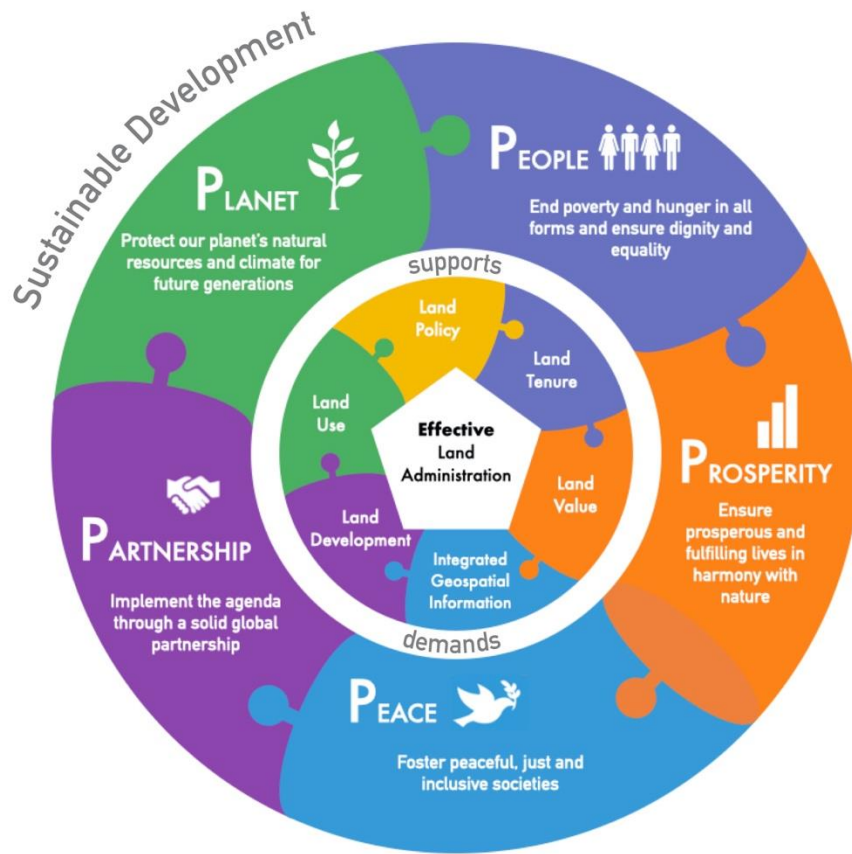 Sustainable Development
PLANET
Protect our planet's natural
resources and climate for
future generations
PEOPLE
End poverty and hunger in all
forms and ensure dignity and
equality
supports
Land
Policy
Land
Tenure
Land
Use
Effective
Land
Administration
Land
Value
Land
Development
Integrated
Geospatial
Information
demands
PROSPERITY
Ensure
prosperous and
fulfilling lives in
harmony with
nature
PARTNERSHIP
Implement the agenda
through a solid global
partnership
PEACE
Foster peaceful, just and
inclusive societies